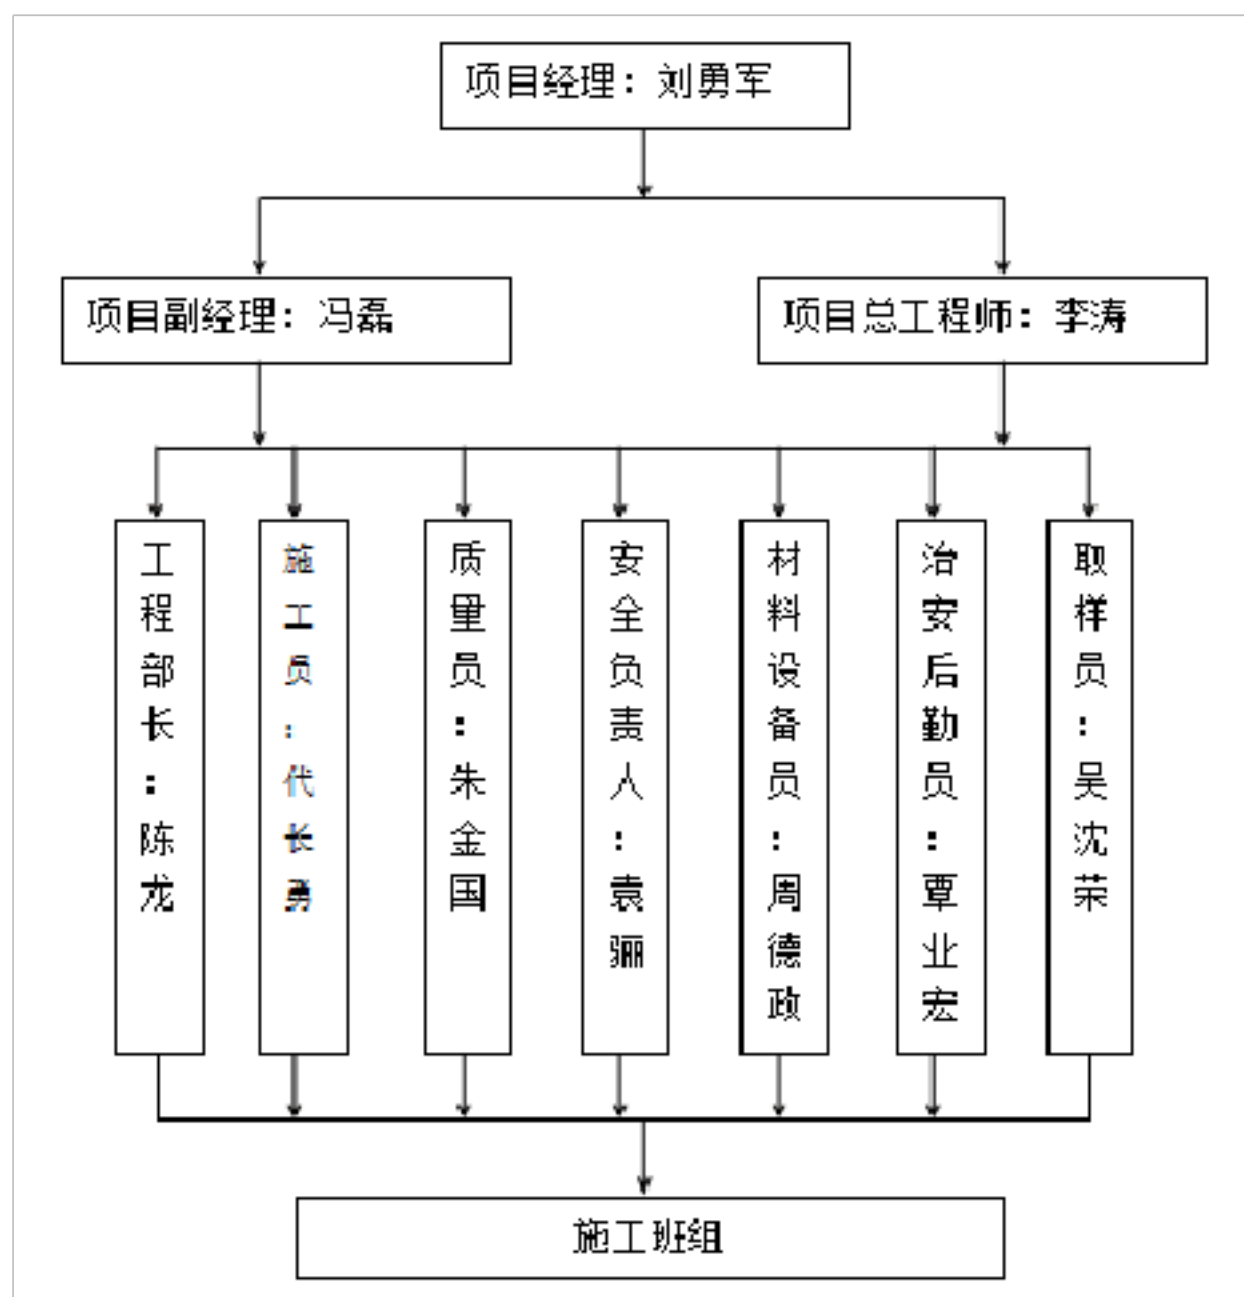 项目经理：刘勇军
项目副经理：冯磊
项目总工程师：李涛
工程部长：陈龙
施工员：代长勇
质量员：朱金国
安全负责人：袁骊
材料设备员：周德政
治安后勤员：覃业宏
取样员：吴沈荣
施工班组